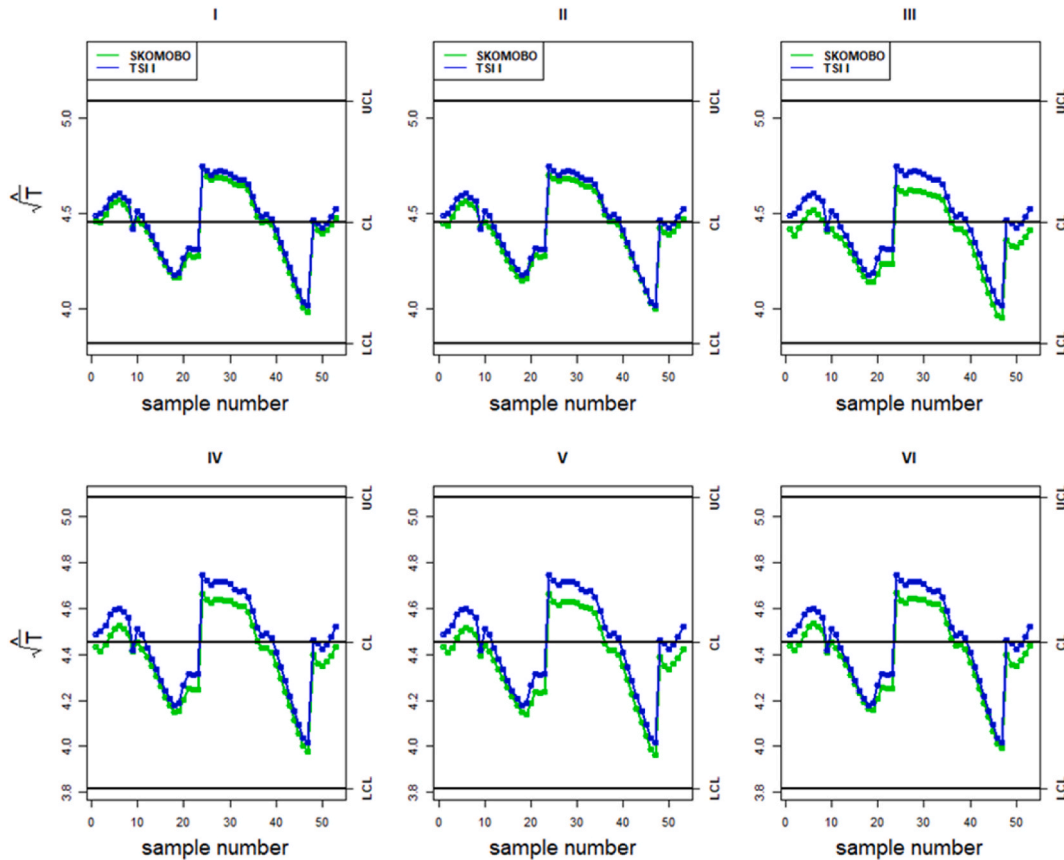 I II III
SKOMOBO SKOMOBO SKOMOBO
TSI I TSI I TSI I
UCL UCL UCL
5.0 5.0 5.0
4.5 4.5 4.5
CL CL CL
√T̂
4.0 4.0 4.0
LCL LCL LCL
0 10 20 30 40 50 0 10 20 30 40 50 0 10 20 30 40 50
sample number sample number sample number
IV V VI
UCL UCL UCL
5.0 5.0 5.0
4.8 4.8 4.8
4.6 4.6 4.6
CL CL CL
√T̂
4.4 4.4 4.4
4.2 4.2 4.2
4.0 4.0 4.0
3.8 3.8 3.8
LCL LCL LCL
0 10 20 30 40 50 0 10 20 30 40 50 0 10 20 30 40 50
sample number sample number sample number